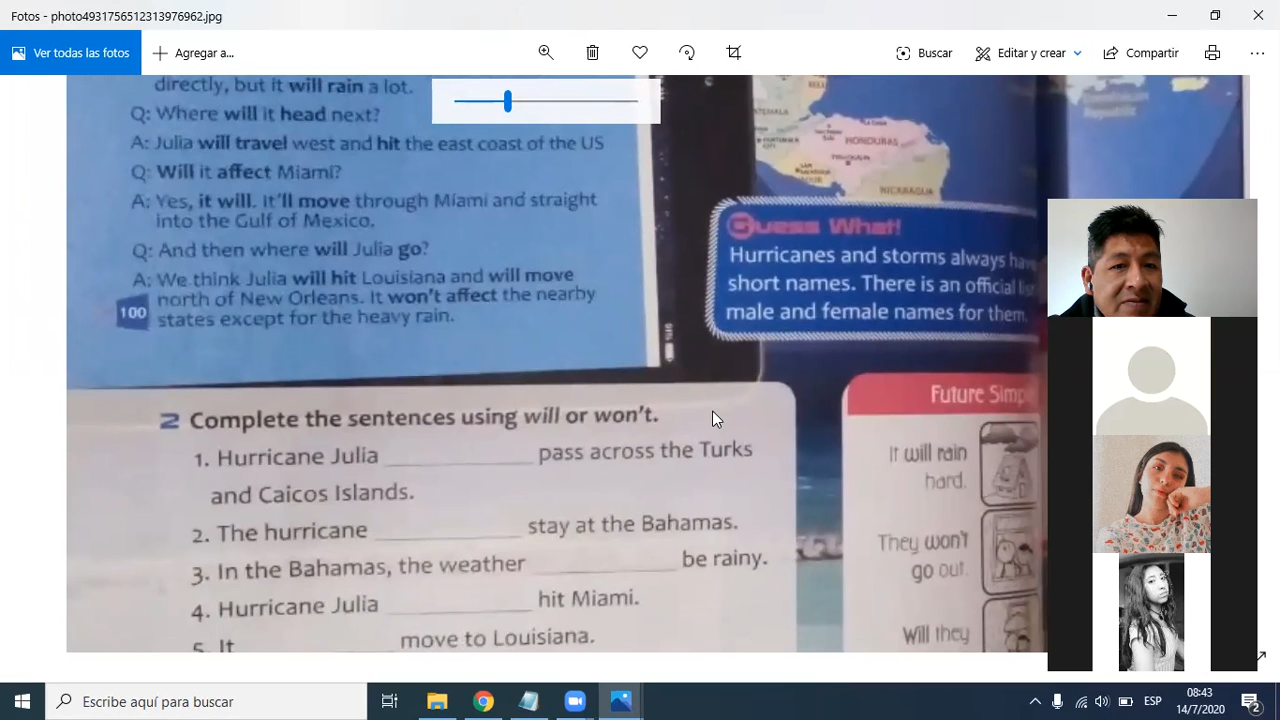 Fotos - photo4931756512313976962.jpg
Ver todas las fotos
Agregar a...
Buscar
Editar y crear
Compartir
directly, but it will rain a lot.
Q: Where will it head next?
A: Julia will travel west and hit the east coast of the US
Q: Will it affect Miami?
A: Yes, it will. It'll move through Miami and straight
into the Gulf of Mexico.
Q: And then where will Julia go?
A: We think Julia will hit Louisiana and will move
north of New Orleans. It won't affect the nearby
states except for the heavy rain.
100
HONDURAS
NICARAGUA
Guess What!
Hurricanes and storms always have
short names. There is an official
male and female names for them.
2 Complete the sentences using will or won't.
1. Hurricane Julia ____ pass across the Turks
and Caicos Islands.
2. The hurricane ____ stay at the Bahamas.
3. In the Bahamas, the weather ____ be rainy.
4. Hurricane Julia ____ hit Miami.
5. It ____ move to Louisiana.
Future Simp
It will rain
hard.
They won't
go out.
Will they
Escribe aquí para buscar
ESP
08:43
14/7/2020
2